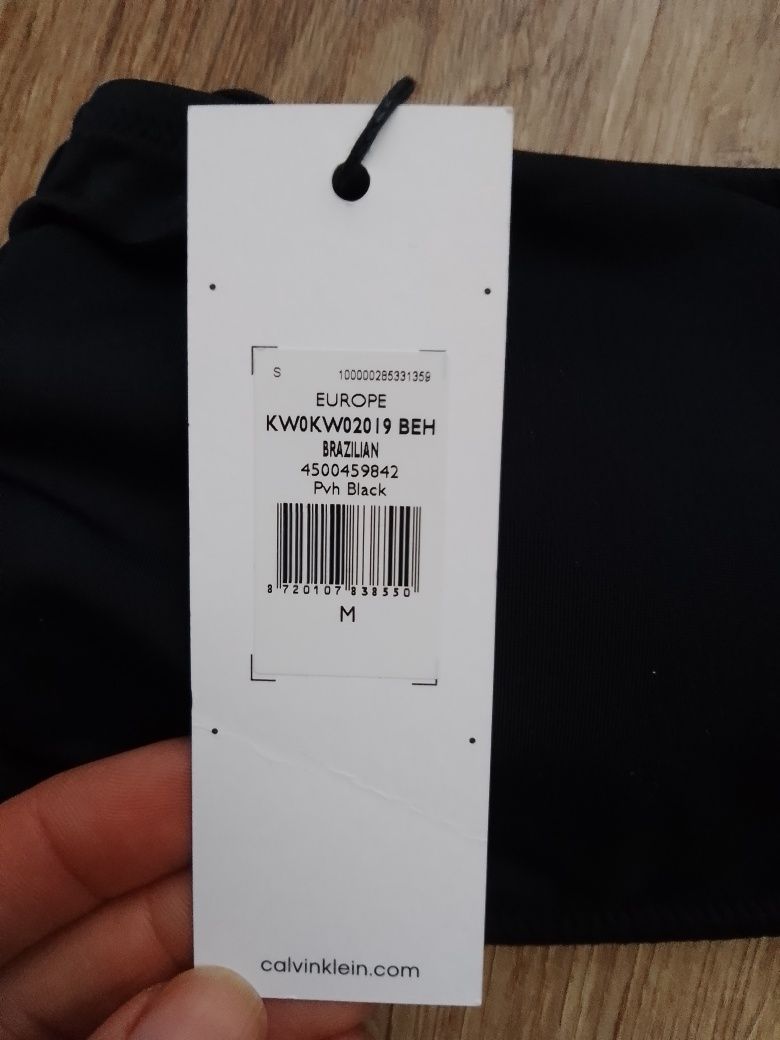 S 100000285331359
EUROPE
KW0KW02019 BEH
BRAZILIAN
4500459842
Pvh Black
8 720107 838550
M
calvinklein.com